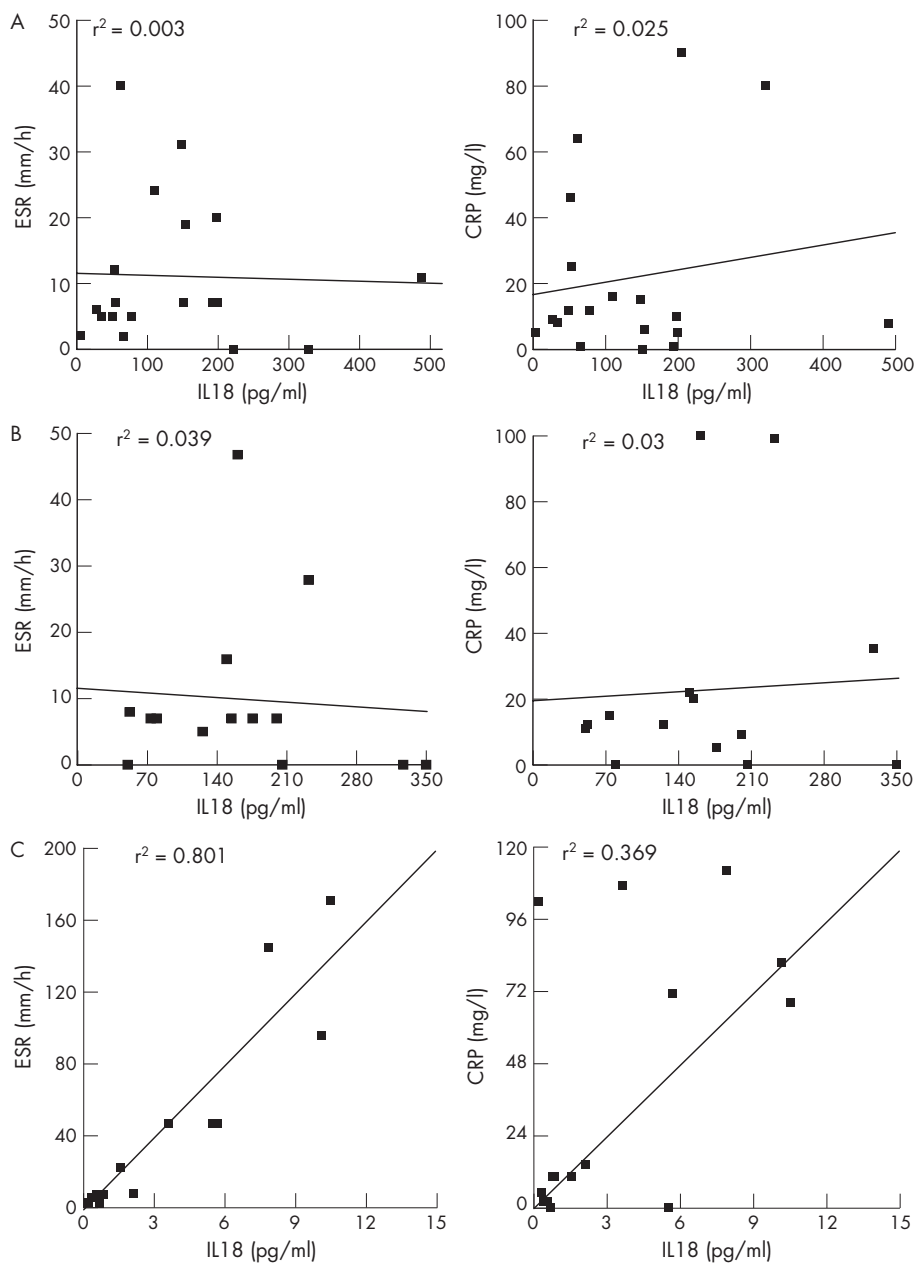 A
r² = 0.003
50
40
30
20
10
0
ESR (mm/h)
0 100 200 300 400 500
IL18 (pg/ml)
r² = 0.025
100
80
60
40
20
0
CRP (mg/l)
0 100 200 300 400 500
IL18 (pg/ml)
B
r² = 0.039
50
40
30
20
10
0
ESR (mm/h)
0 70 140 210 280 350
IL18 (pg/ml)
r² = 0.03
100
80
60
40
20
0
CRP (mg/l)
0 70 140 210 280 350
IL18 (pg/ml)
C
r² = 0.801
200
160
120
80
40
0
ESR (mm/h)
0 3 6 9 12 15
IL18 (pg/ml)
r² = 0.369
120
96
72
48
24
0
CRP (mg/l)
0 3 6 9 12 15
IL18 (pg/ml)